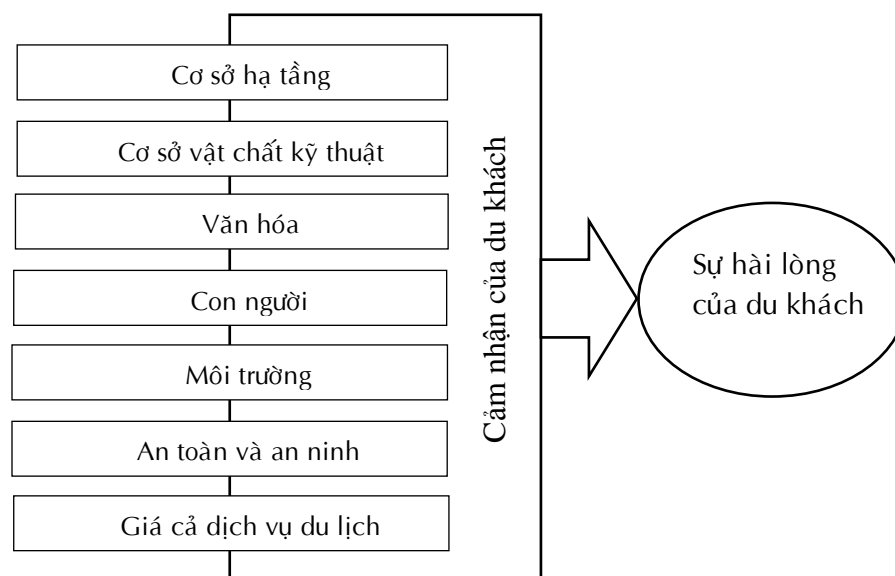 Cơ sở hạ tầng
Cơ sở vật chất kỹ thuật
Văn hóa
Con người
Môi trường
An toàn và an ninh
Giá cả dịch vụ du lịch
Cảm nhận của du khách
Sự hài lòng
của du khách